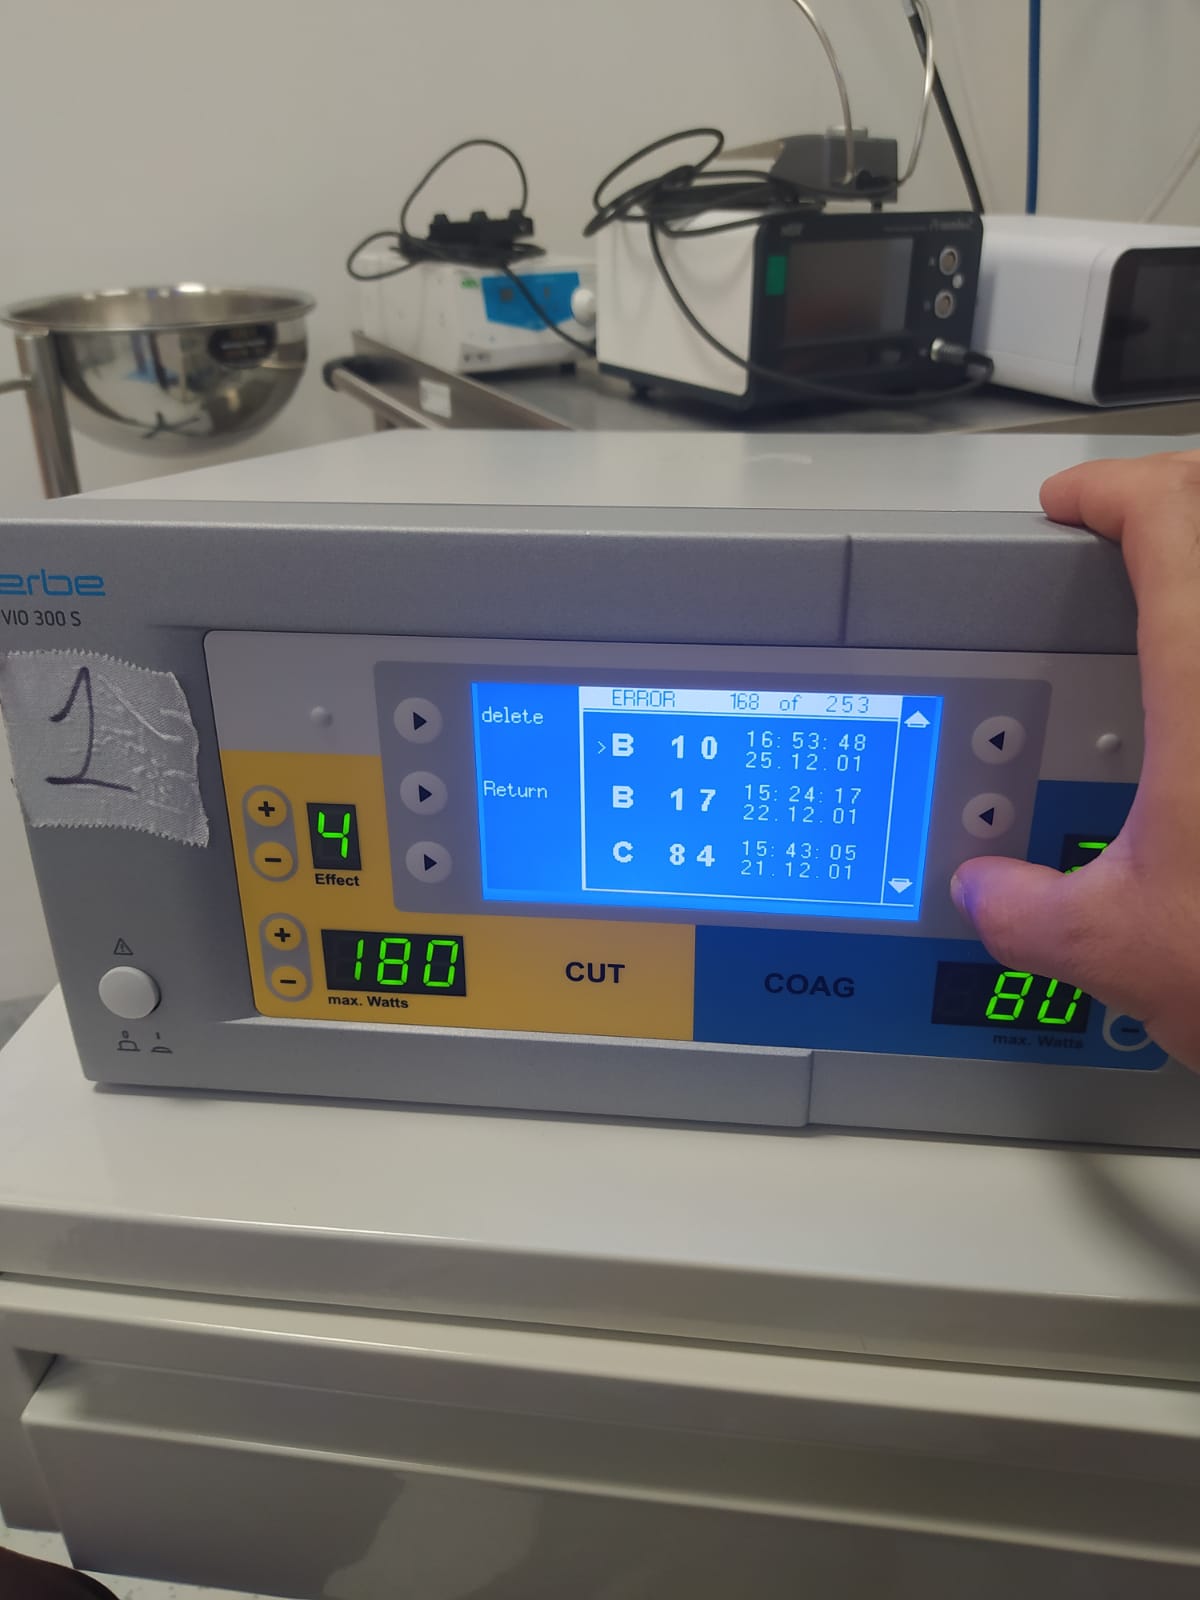 erbe
VIO 300 S
1
delete
Return
ERROR 168 of 253
>B 10 16:53:48
25.12.01
B 17 15:24:17
22.12.01
C 84 15:43:05
21.12.01
+
4
−
Effect
+
180
−
max. Watts
CUT
COAG
80
−
max. Watts
0 1